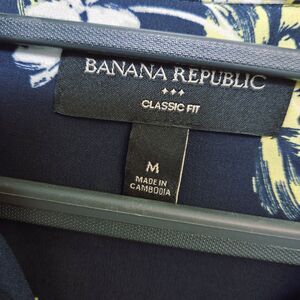 BANANA REPUBLIC
CLASSIC FIT
M
MADE IN
CAMBODIA